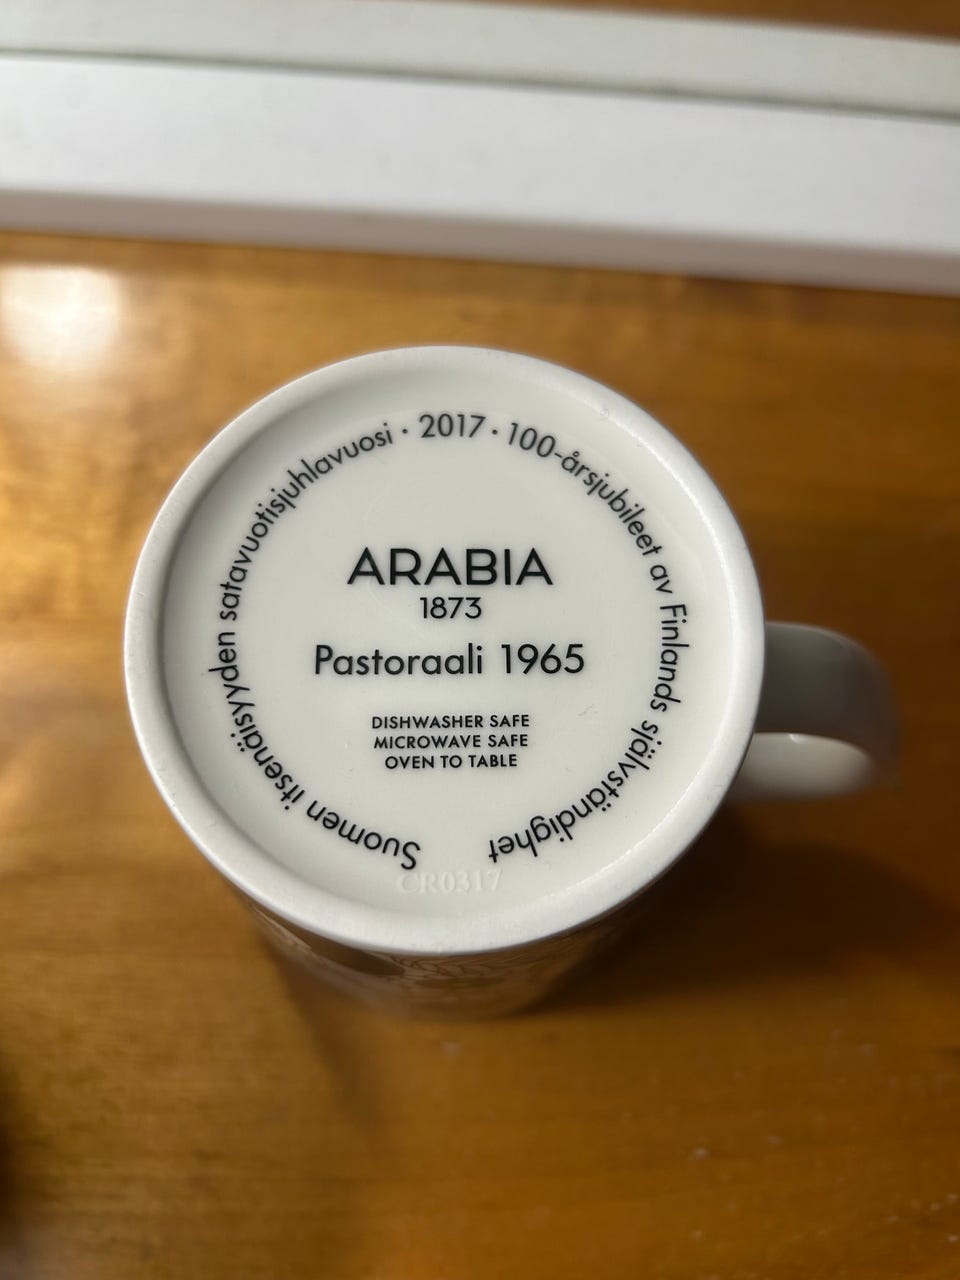 Suomen itsenäisyyden satavuotisjuhlavuosi · 2017 · 100-årsjubileet av Finlands självständighet
ARABIA
1873
Pastoraali 1965
DISHWASHER SAFE
MICROWAVE SAFE
OVEN TO TABLE
CR0317